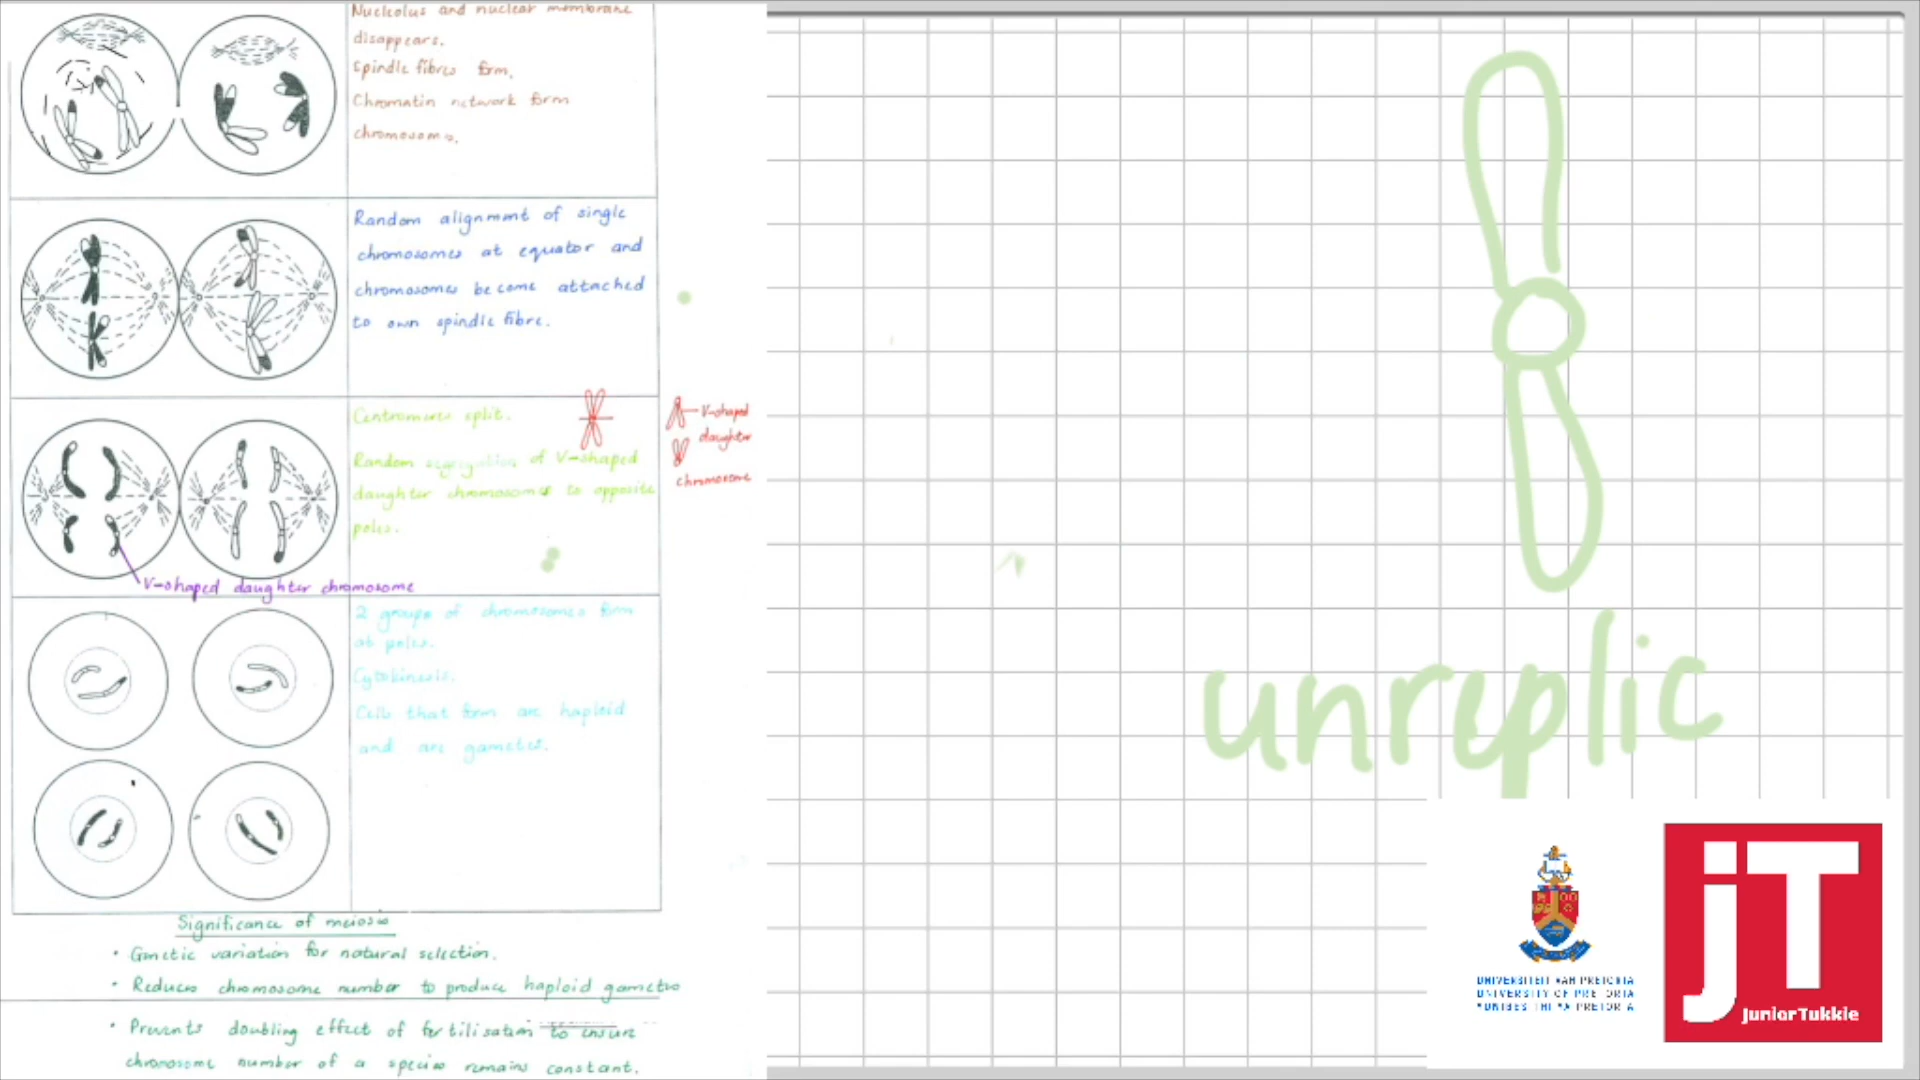 Nucleolus and nuclear membrane
disappears.
Spindle fibres form.
Chromatin network form
chromosoms.
Random alignment of single
chromosomes at equator and
chromosomes become attached
to own spindle fibre.
Centromeres split.
Random segregation of V-shaped
daughter chromosomes to opposite
poles.
V-shaped
daughter
chromosome
V-shaped daughter chromosome
2 groups of chromosomes form
at poles.
Cytokinesis.
Cells that form are haploid
and are gametes.
Significance of meiosis
• Genetic variation for natural selection.
• Reduces chromosome number to produce haploid gametes
• Prevents doubling effect of fertilisation to ensure
chromosome number of a species remains constant.
unreplic
UNIVERSITEIT VAN PRETORIA
UNIVERSITY OF PRETORIA
YUNIBESITHI YA PRETORIA
jT
JuniorTukkie